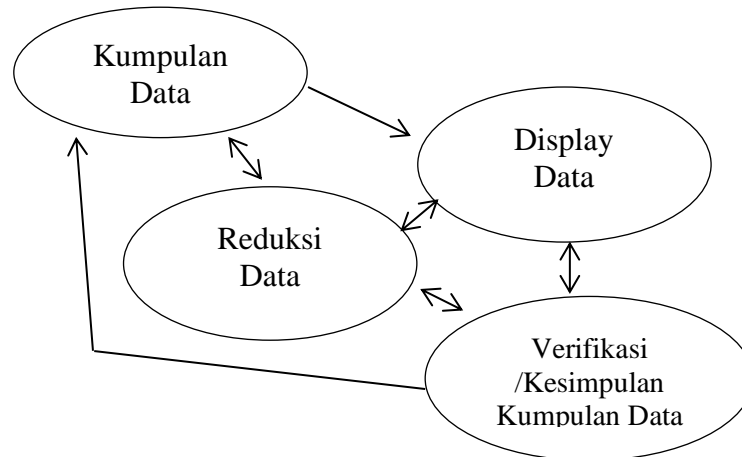 Kumpulan
Data
Display
Data
Reduksi
Data
Verifikasi
/Kesimpulan
Kumpulan Data